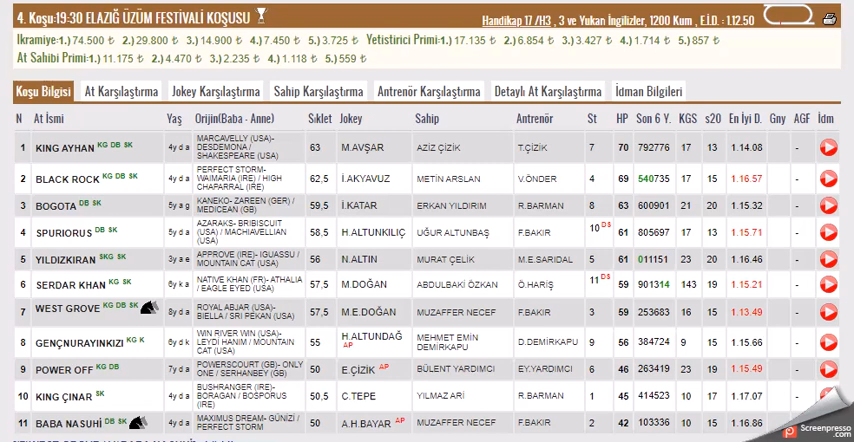 4. Koşu:19:30 ELAZIĞ ÜZÜM FESTİVALİ KOŞUSU
Handikap 17 /H3 , 3 ve Yukarı İngilizler, 1200 Kum , E.İ.D. : 1.12.50
Ikramiye:1.) 74.500 ₺ 2.) 29.800 ₺ 3.) 14.900 ₺ 4.) 7.450 ₺ 5.) 3.725 ₺ Yetistirici Primi:1.) 17.135 ₺ 2.) 6.854 ₺ 3.) 3.427 ₺ 4.) 1.714 ₺ 5.) 857 ₺
At Sahibi Primi:1.) 11.175 ₺ 2.) 4.470 ₺ 3.) 2.235 ₺ 4.) 1.118 ₺ 5.) 559 ₺
Koşu Bilgisi At Karşılaştırma Jokey Karşılaştırma Sahip Karşılaştırma Antrenör Karşılaştırma Detaylı At Karşılaştırma İdman Bilgileri
N At İsmi Yaş Orijin(Baba - Anne) Sıklet Jokey Sahip Antrenör St HP Son 6 Y. KGS s20 En İyi D. Gny AGF İdm
1 KING AYHAN KG DB SK 4y d a MARCAVELLY (USA)- DESDEMONA / SHAKESPEARE (USA) 63 M.AVŞAR AZİZ ÇİZİK T.ÇİZİK 7 70 792776 17 13 1.14.08 -
2 BLACK ROCK KG DB SK 4y d a PERFECT STORM- WAIMARIA (IRE) / HIGH CHAPARRAL (IRE) 62,5 İ.AKYAVUZ METİN ARSLAN V.ÖNDER 4 69 540735 17 15 1.16.57 -
3 BOGOTA DB SK 5y a g KANEKO- ZAREEN (GER) / MEDICEAN (GB) 59,5 İ.KATAR ERKAN YILDIRIM R.BARMAN 8 63 600901 21 20 1.15.32 -
4 SPURIORUS DB SK 5y d a AZARAKS- BRIBISCUIT (USA) / MACHIAVELLIAN (USA) 58,5 H.ALTUNKILIÇ UĞUR ALTUNBAŞ F.BAKIR 10 DS 61 805697 17 13 1.15.71 -
5 YILDIZKIRAN SKG SK 3y a e APPROVE (IRE)- IGUASSU / MOUNTAIN CAT (USA) 56 N.ALTIN MURAT ÇELİK M.E.SARIDAL 5 61 011151 23 20 1.16.46 -
6 SERDAR KHAN KG SK 6y k a NATIVE KHAN (FR)- ATHALIA / EAGLE EYED (USA) 57,5 M.DOĞAN ABDULBAKİ ÖZKAN Ö.HARİŞ 11 DS 59 901314 143 19 1.15.21 -
7 WEST GROVE KG DB SK 8y d a ROYAL ABJAR (USA)- BIELLA / SRI PEKAN (USA) 57,5 M.E.DOĞAN MUZAFFER NECEF F.BAKIR 3 59 253683 16 15 1.13.49 -
8 GENÇNURAYINKIZI KG K 6y d k WIN RIVER WIN (USA)- LEYDİ HANIM / MOUNTAIN CAT (USA) 55 H.ALTUNDAĞ AP MEHMET EMİN DEMİRKAPU D.DEMİRKAPU 9 56 384724 9 15 1.15.66 -
9 POWER OFF KG DB 7y d a POWERSCOURT (GB)- ONLY ONE / SERHANBEY (GB) 50 E.ÇİZİK AP BÜLENT YARDIMCI EY.YARDIMCI 6 46 263419 23 19 1.15.49 -
10 KING ÇINAR SK 4y d a BUSHRANGER (IRE)- BORAGAN / BOSPORUS (IRE) 50,5 C.TEPE YILMAZ ARİ R.BARMAN 1 45 414523 10 17 1.17.07 -
11 BABA NASUHİ DB SK 4y d a MAXIMUS DREAM- GÜNİZİ / PERFECT STORM 50 A.H.BAYAR AP MUZAFFER NECEF F.BAKIR 2 42 103336 10 15 1.16.86 -
Screenpresso.com